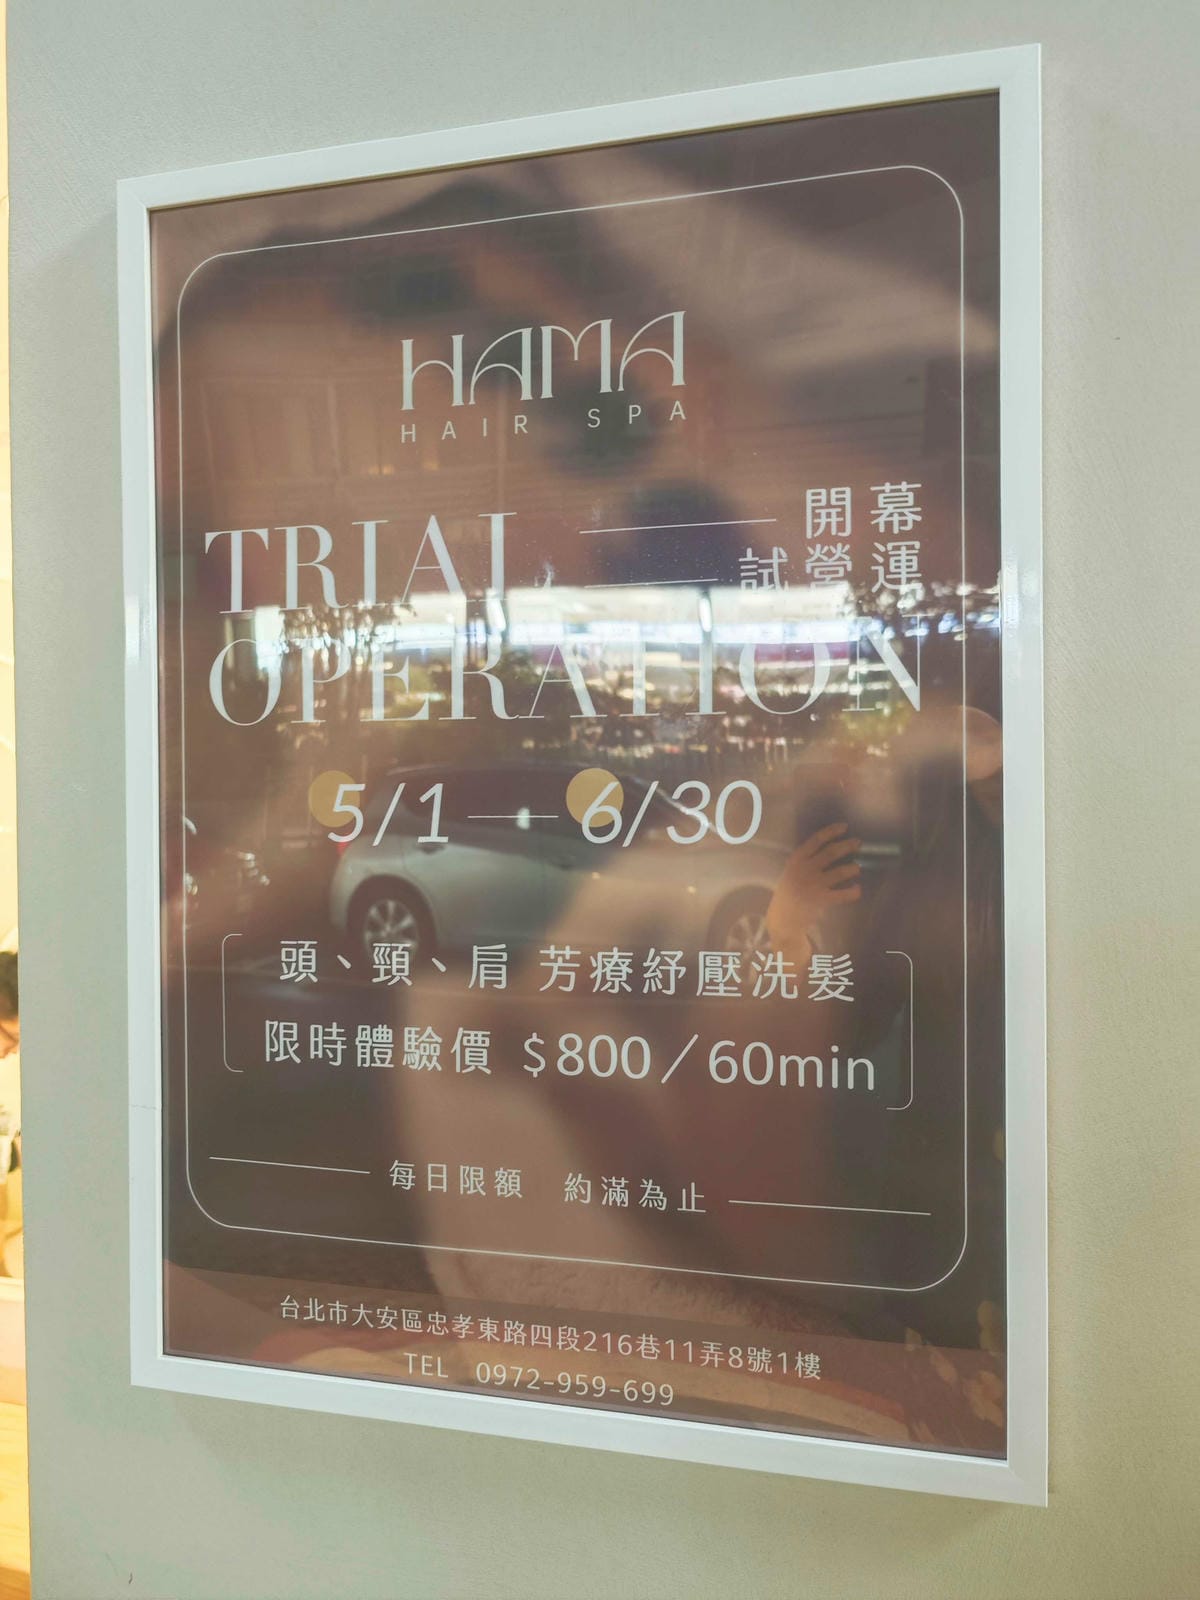 HAMA
HAIR SPA
開幕
試營運
TRIAL
OPERATION
5/1—6/30
頭、頸、肩 芳療紓壓洗髮
限時體驗價 $800/60min
每日限額 約滿為止
台北市大安區忠孝東路四段216巷11弄8號1樓
TEL 0972-959-699